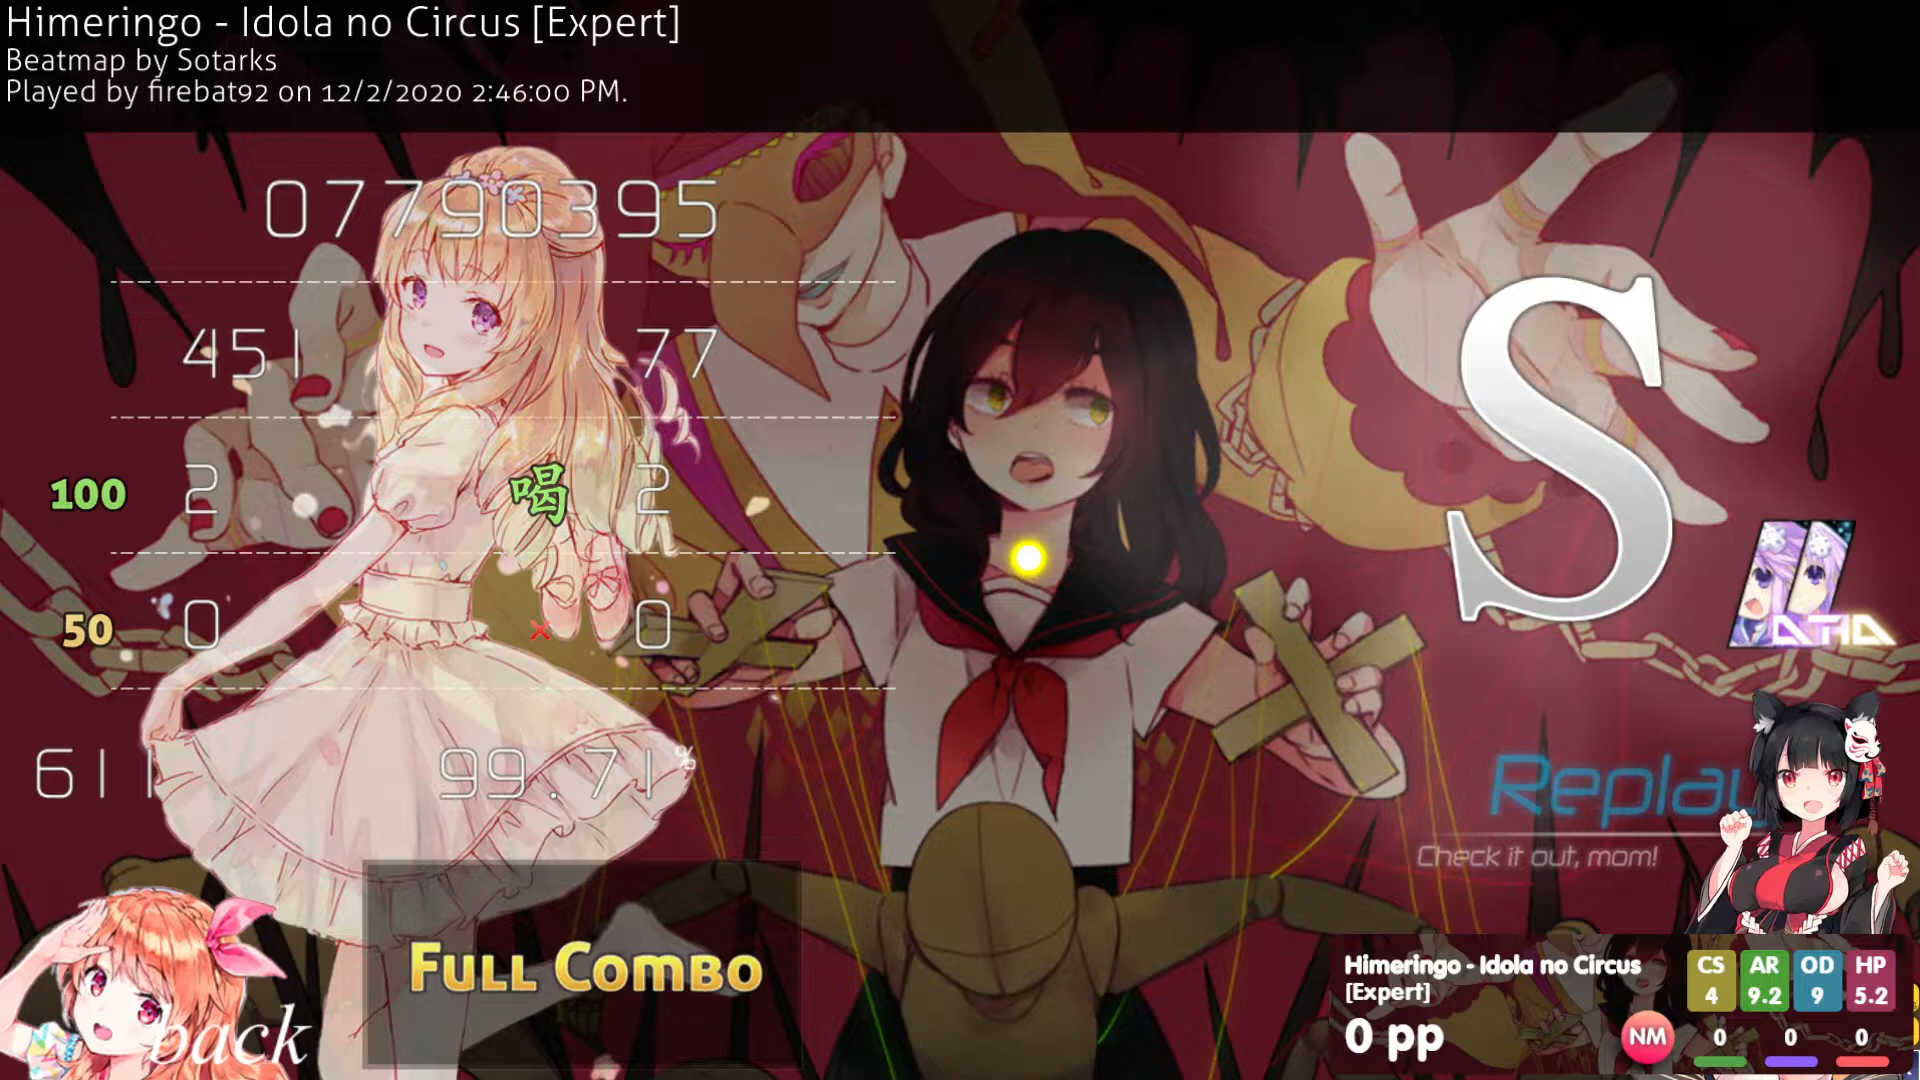 Himeringo - Idola no Circus [Expert]
Beatmap by Sotarks
Played by firebat92 on 12/2/2020 2:46:00 PM.
07790395
451 77
100 2 喝 2
50 0 0
611 99.71%
S
Replay
Check it out, mom!
Full Combo
back
Himeringo - Idola no Circus
[Expert]
0 pp
NM
CS AR OD HP
4 9.2 9 5.2
0 0 0